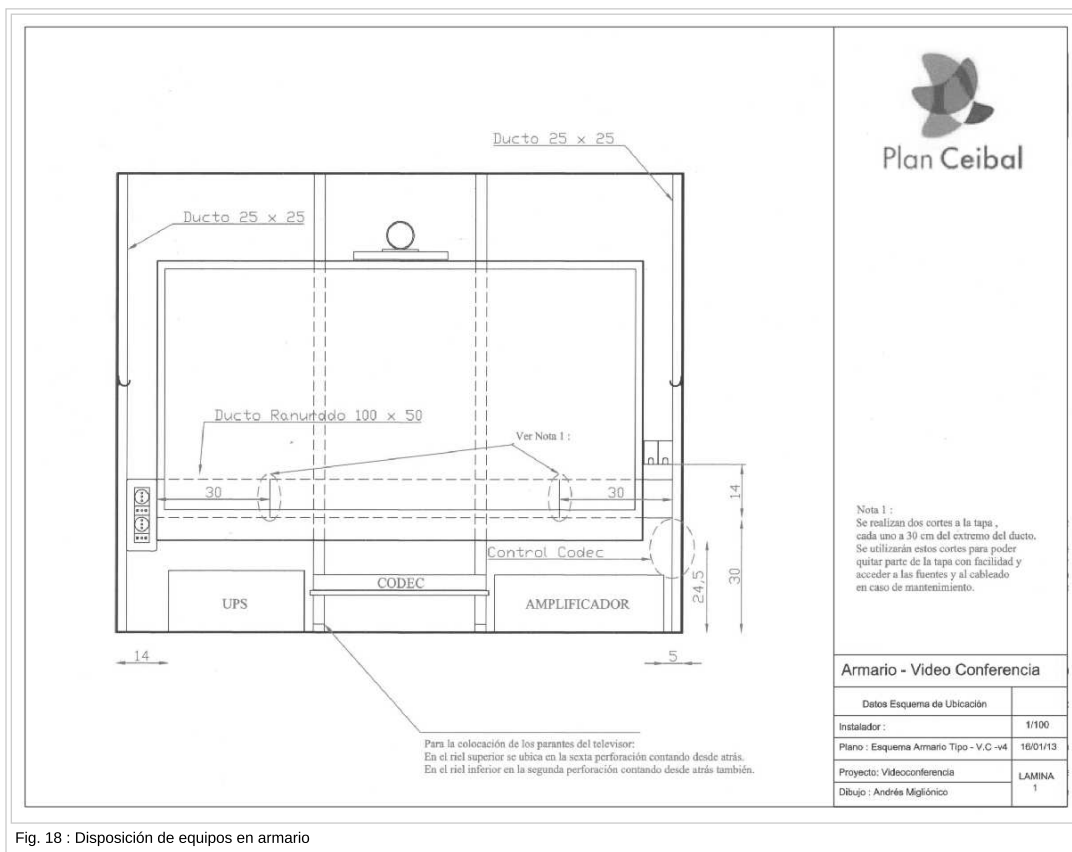 Ducto 25 x 25
Ducto 25 x 25
Ducto Ranurado 100 x 50
Ver Nota 1 :
30
30
14
Control Codec
24,5
30
CODEC
UPS
AMPLIFICADOR
14
5
Para la colocación de los parantes del televisor:
En el riel superior se ubica en la sexta perforación contando desde atrás.
En el riel inferior en la segunda perforación contando desde atrás también.
Plan Ceibal
Nota 1 :
Se realizan dos cortes a la tapa ,
cada uno a 30 cm del extremo del ducto.
Se utilizarán estos cortes para poder
quitar parte de la tapa con facilidad y
acceder a las fuentes y al cableado
en caso de mantenimiento.
Armario - Video Conferencia
Datos Esquema de Ubicación
Instalador :
1/100
Plano : Esquema Armario Tipo - V.C -v4
16/01/13
Proyecto: Videoconferencia
LAMINA
1
Dibujo : Andrés Migliónico
Fig. 18 : Disposición de equipos en armario